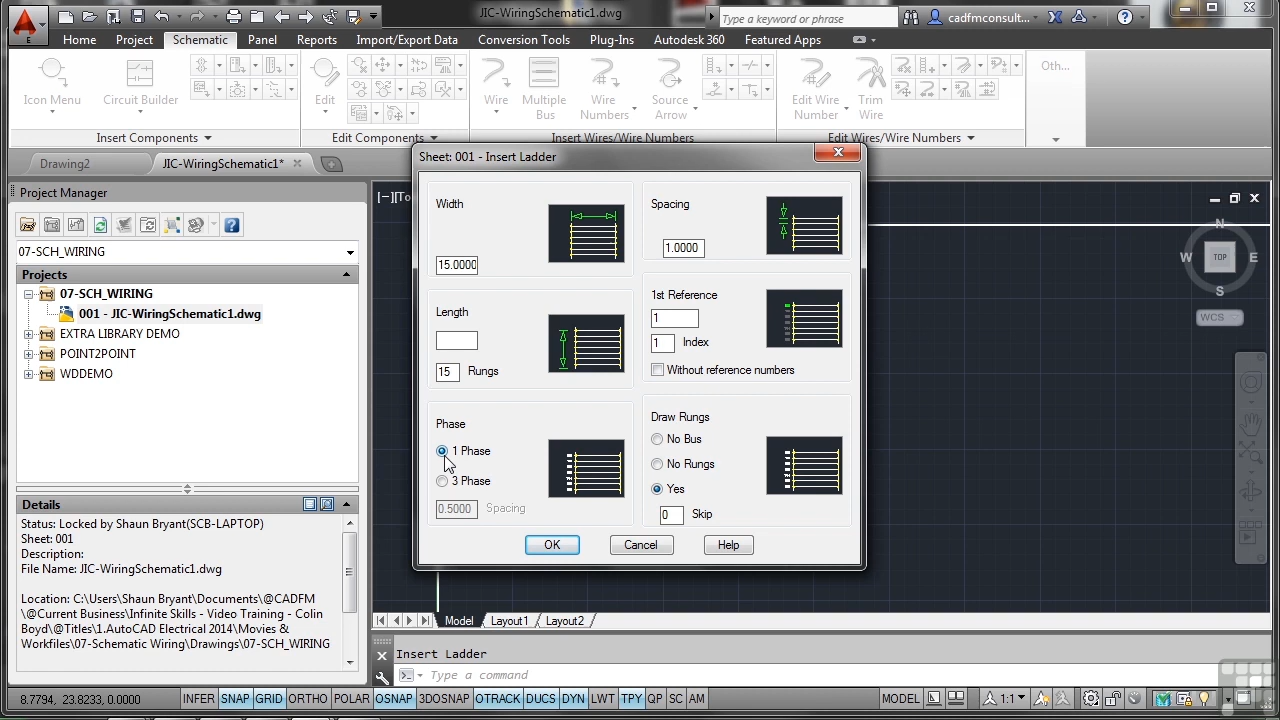 JIC-WiringSchematic1.dwg
Type a keyword or phrase
cadfmconsult...
E
Home Project Schematic Panel Reports Import/Export Data Conversion Tools Plug-Ins Autodesk 360 Featured Apps
Icon Menu
Circuit Builder
Edit
Wire
Multiple Bus
Wire Numbers
Source Arrow
Edit Wire Number
Trim Wire
Oth...
Insert Components
Edit Components
Insert Wires/Wire Numbers
Edit Wires/Wire Numbers
Drawing2
JIC-WiringSchematic1*
Project Manager
07-SCH_WIRING
Projects
07-SCH_WIRING
001 - JIC-WiringSchematic1.dwg
EXTRA LIBRARY DEMO
POINT2POINT
WDDEMO
Details
Status: Locked by Shaun Bryant(SCB-LAPTOP)
Sheet: 001
Description:
File Name: JIC-WiringSchematic1.dwg
Location: C:\Users\Shaun Bryant\Documents\@CADFM
\@Current Business\Infinite Skills - Video Training - Colin
Boyd\@Titles\1.AutoCAD Electrical 2014\Movies &
Workfiles\07-Schematic Wiring\Drawings\07-SCH_WIRING
[−][To
Sheet: 001 - Insert Ladder
Width
15.0000
Length
15 Rungs
Phase
1 Phase
3 Phase
0.5000 Spacing
Spacing
1.0000
1st Reference
1
1 Index
Without reference numbers
Draw Rungs
No Bus
No Rungs
Yes
0 Skip
OK
Cancel
Help
N
W TOP E
S
WCS
Model Layout1 Layout2
Insert Ladder
Type a command
8.7794, 23.8233, 0.0000
INFER SNAP GRID ORTHO POLAR OSNAP 3DOSNAP OTRACK DUCS DYN LWT TPY QP SC AM
MODEL
1:1